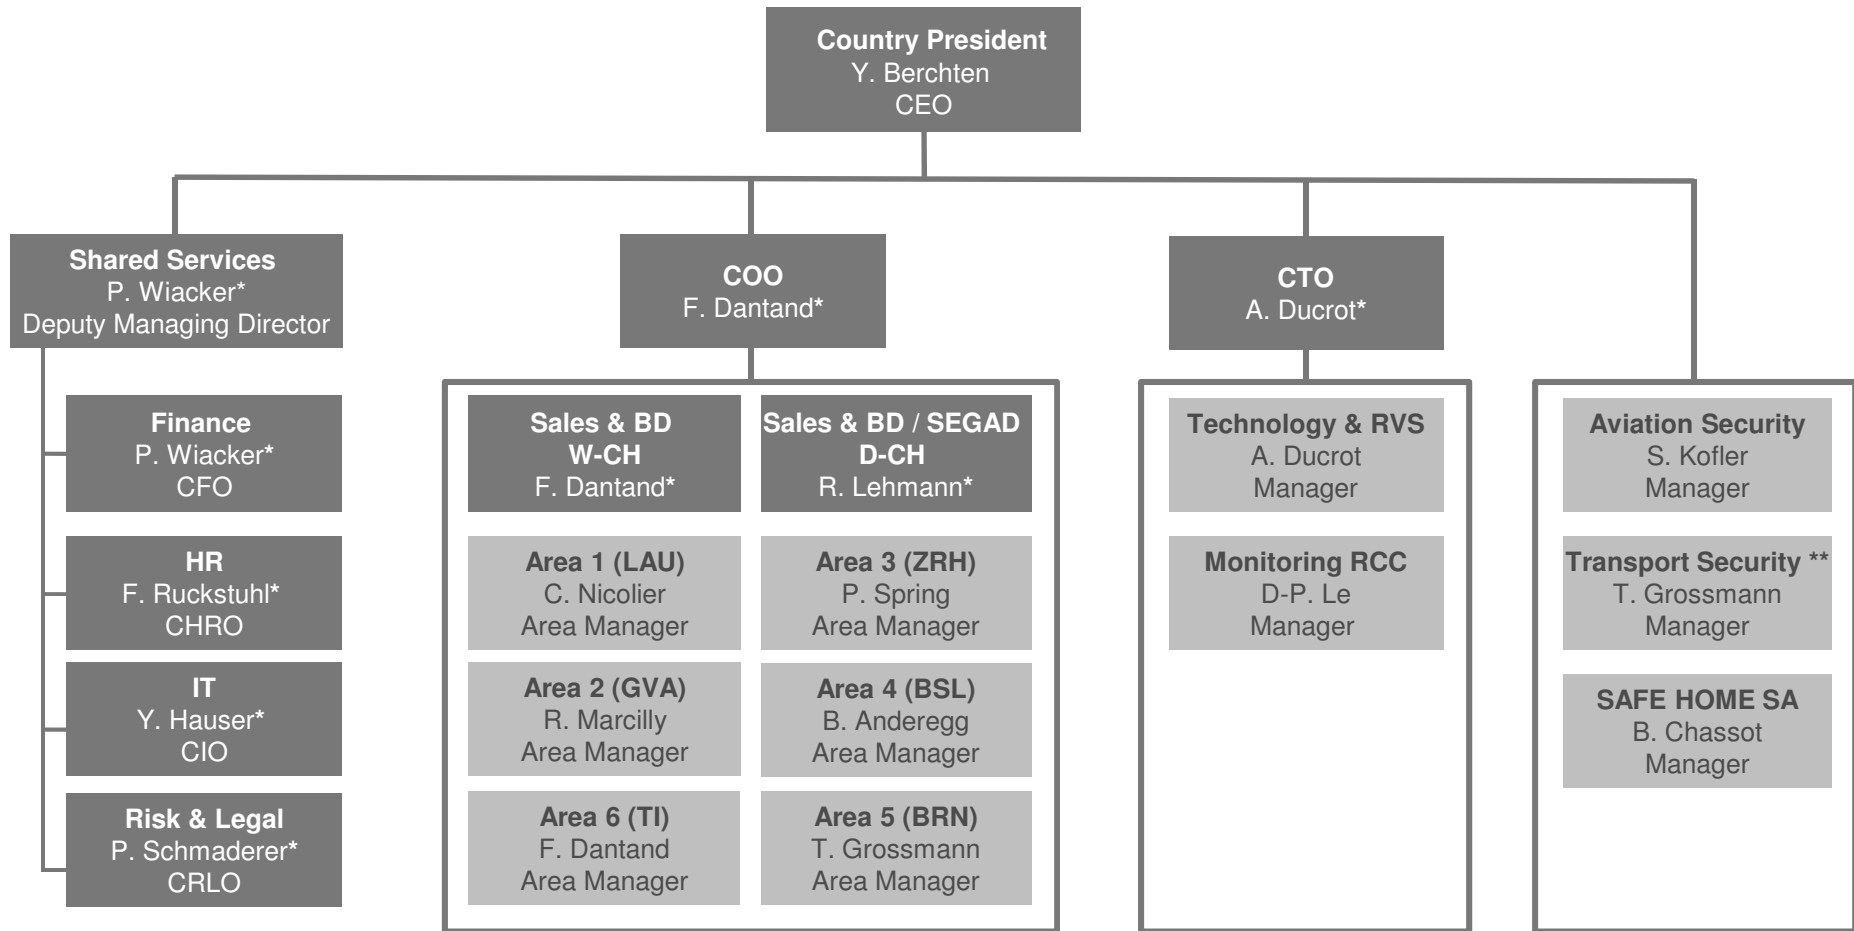 Country President
Y. Berchten
CEO
Shared Services
P. Wiacker*
Deputy Managing Director
Finance
P. Wiacker*
CFO
HR
F. Ruckstuhl*
CHRO
IT
Y. Hauser*
CIO
Risk & Legal
P. Schmaderer*
CRLO
COO
F. Dantand*
Sales & BD
W-CH
F. Dantand*
Area 1 (LAU)
C. Nicolier
Area Manager
Area 2 (GVA)
R. Marcilly
Area Manager
Area 6 (TI)
F. Dantand
Area Manager
Sales & BD / SEGAD
D-CH
R. Lehmann*
Area 3 (ZRH)
P. Spring
Area Manager
Area 4 (BSL)
B. Anderegg
Area Manager
Area 5 (BRN)
T. Grossmann
Area Manager
CTO
A. Ducrot*
Technology & RVS
A. Ducrot
Manager
Monitoring RCC
D-P. Le
Manager
Aviation Security
S. Kofler
Manager
Transport Security **
T. Grossmann
Manager
SAFE HOME SA
B. Chassot
Manager